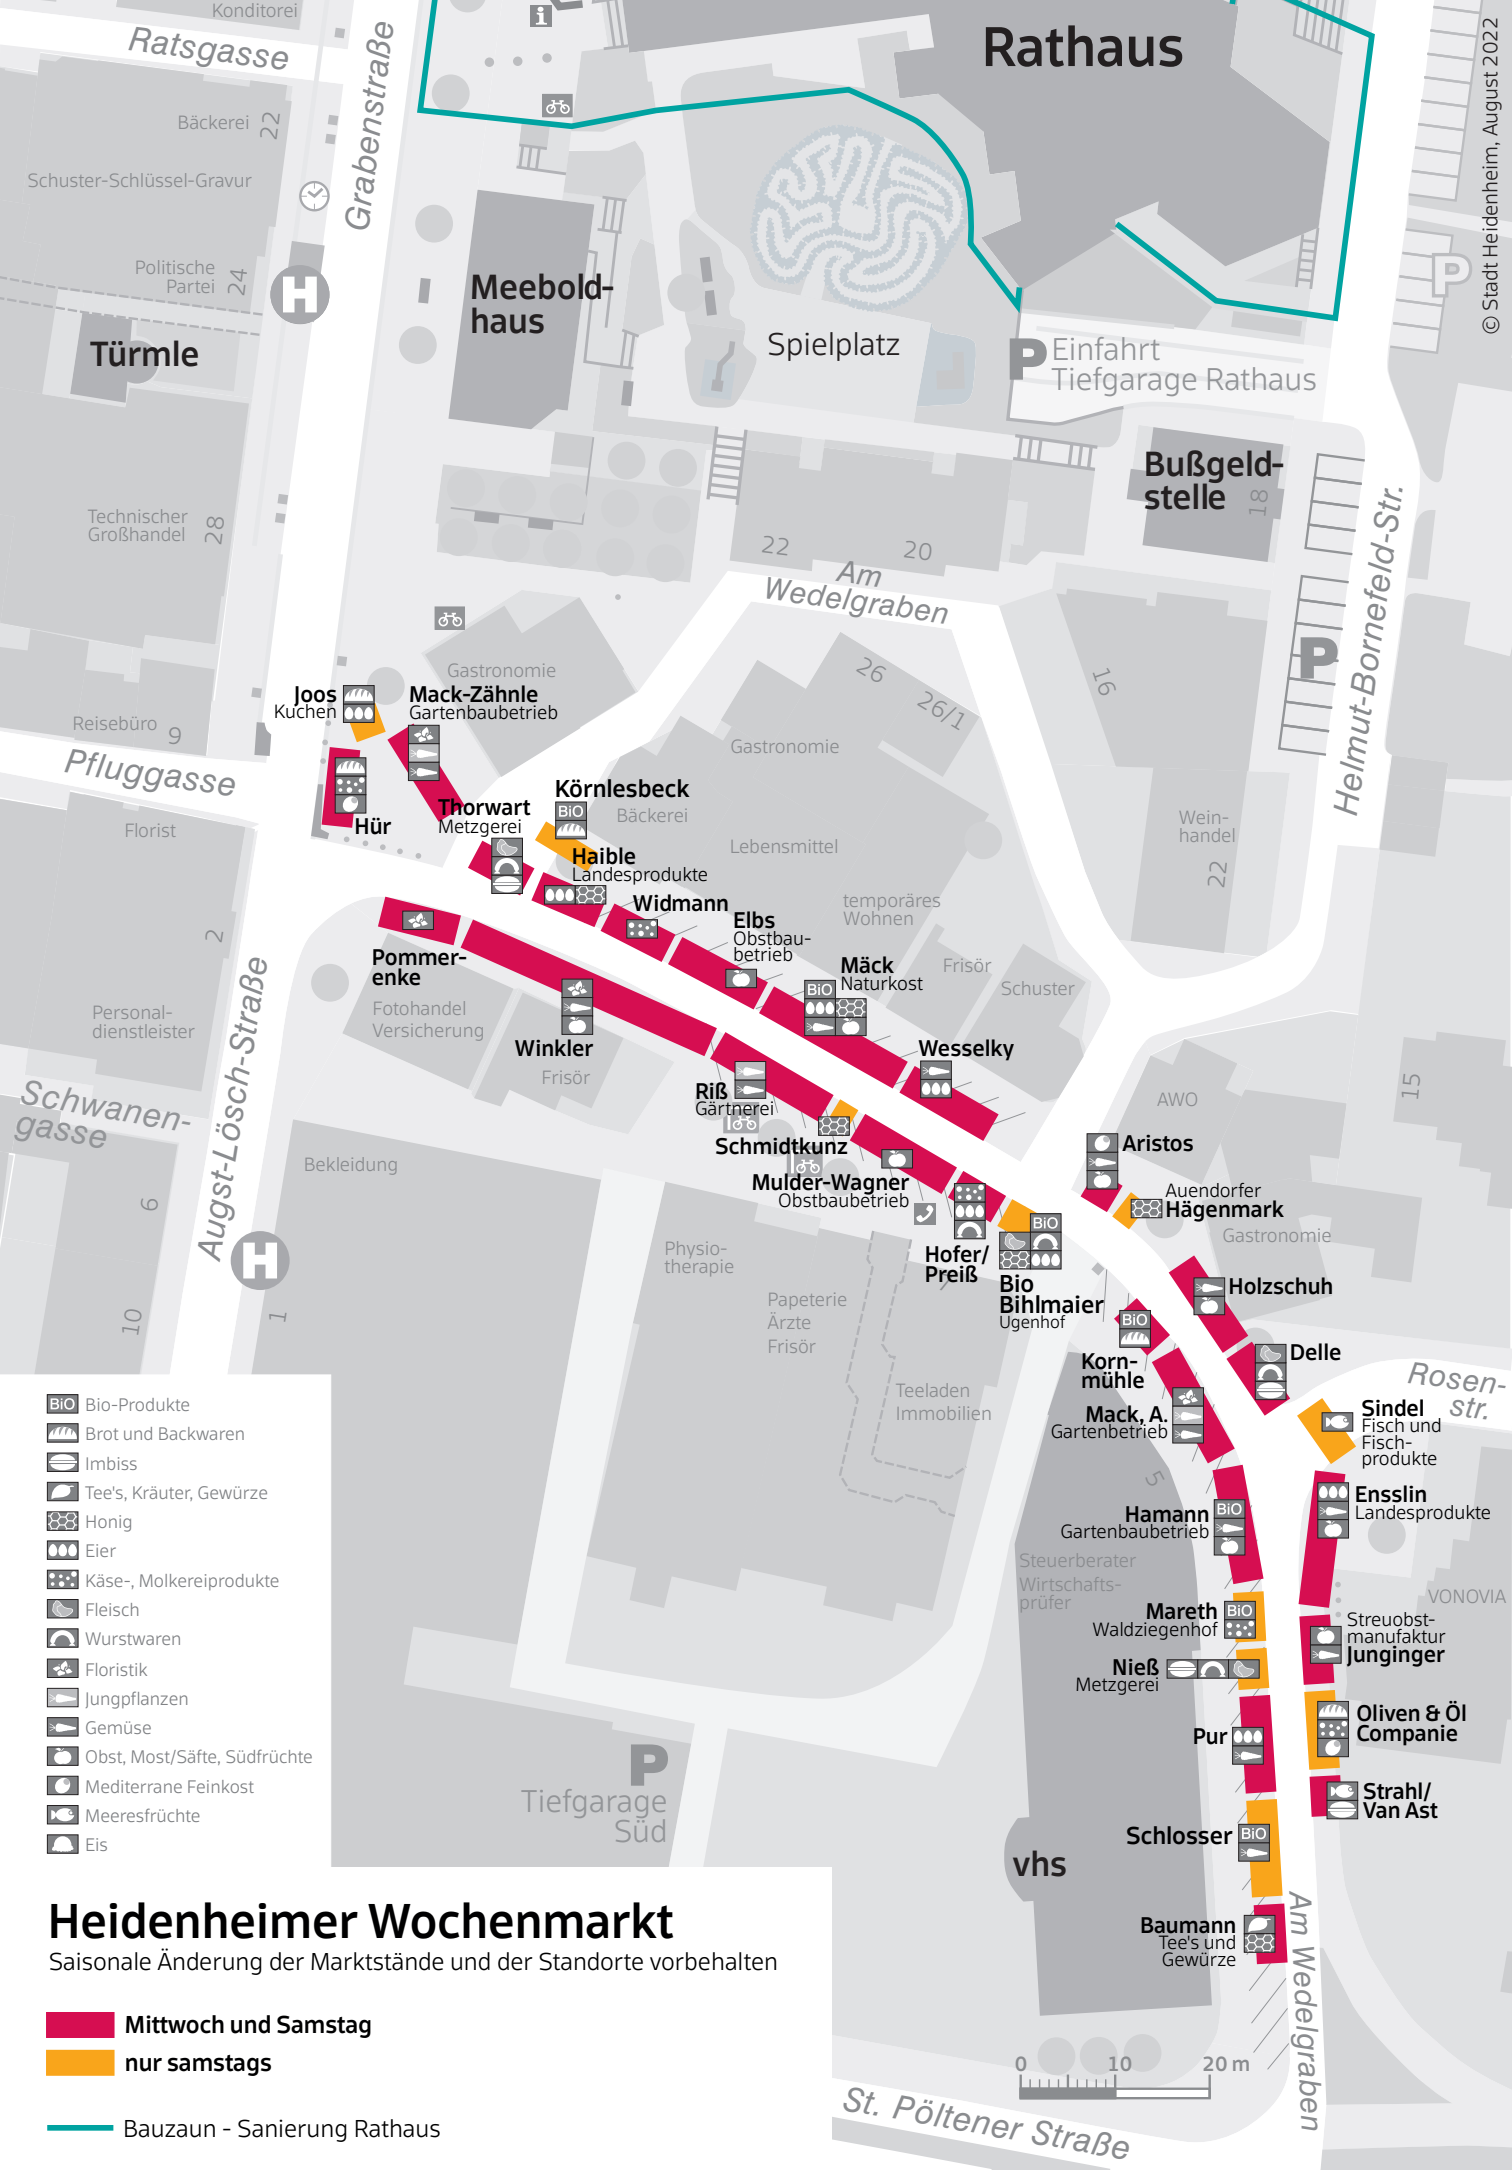 Konditorei
Ratsgasse
Grabenstraße
Rathaus
© Stadt Heidenheim, August 2022
Bäckerei
22
Schuster-Schlüssel-Gravur
Politische
Partei
24
H
Türmle
Meebold-
haus
Spielplatz
P
P Einfahrt
Tiefgarage Rathaus
Bußgeld-
stelle
18
Technischer
Großhandel
28
22
20
Am
Wedelgraben
Helmut-Bornefeld-Str.
P
26
26/1
16
Gastronomie
Joos
Kuchen
Mack-Zähnle
Gartenbaubetrieb
Reisebüro
9
Pfluggasse
Gastronomie
Hür
Florist
Thorwart
Metzgerei
Körnlesbeck
BiO
Bäckerei
Lebensmittel
Wein-
handel
22
Haible
Landesprodukte
Widmann
temporäres
Wohnen
Elbs
Obstbau-
betrieb
2
Pommer-
enke
Mäck
Naturkost
BiO
Frisör
Schuster
Personal-
dienstleister
Augst-Lösch-Straße
Fotohandel
Versicherung
Winkler
Frisör
Wesselky
Riß
Gärtnerei
Schwanen-
gasse
AWO
15
Schmidtkunz
Aristos
Bekleidung
Mulder-Wagner
Obstbaubetrieb
Auendorfer
Hägenmark
Gastronomie
6
H
Physio-
therapie
Hofer/
Preiß
BiO
Bio
Bihlmaier
Ugenhof
Holzschuh
10
1
Papeterie
Ärzte
Frisör
BiO
Korn-
mühle
Delle
Rosen-
str.
Teeladen
Immobilien
Mack, A.
Gartenbetrieb
Sindel
Fisch und
Fisch-
produkte
5
Ensslin
Landesprodukte
Hamann
Gartenbaubetrieb
BiO
Steuerberater
Wirtschafts-
prüfer
VONOVIA
Mareth
Waldziegenhof
BiO
Streuobst-
manufaktur
Junginger
Nieß
Metzgerei
Pur
Oliven & Öl
Companie
Strahl/
Van Ast
P
Tiefgarage
Süd
Schlosser
BiO
vhs
Baumann
Tee's und
Gewürze
Am Wedelgraben
BiO Bio-Produkte
Brot und Backwaren
Imbiss
Tee's, Kräuter, Gewürze
Honig
Eier
Käse-, Molkereiprodukte
Fleisch
Wurstwaren
Floristik
Jungpflanzen
Gemüse
Obst, Most/Säfte, Südfrüchte
Mediterrane Feinkost
Meeresfrüchte
Eis
Heidenheimer Wochenmarkt
Saisonale Änderung der Marktstände und der Standorte vorbehalten
Mittwoch und Samstag
nur samstags
Bauzaun - Sanierung Rathaus
0 10 20 m
St. Pöltener Straße